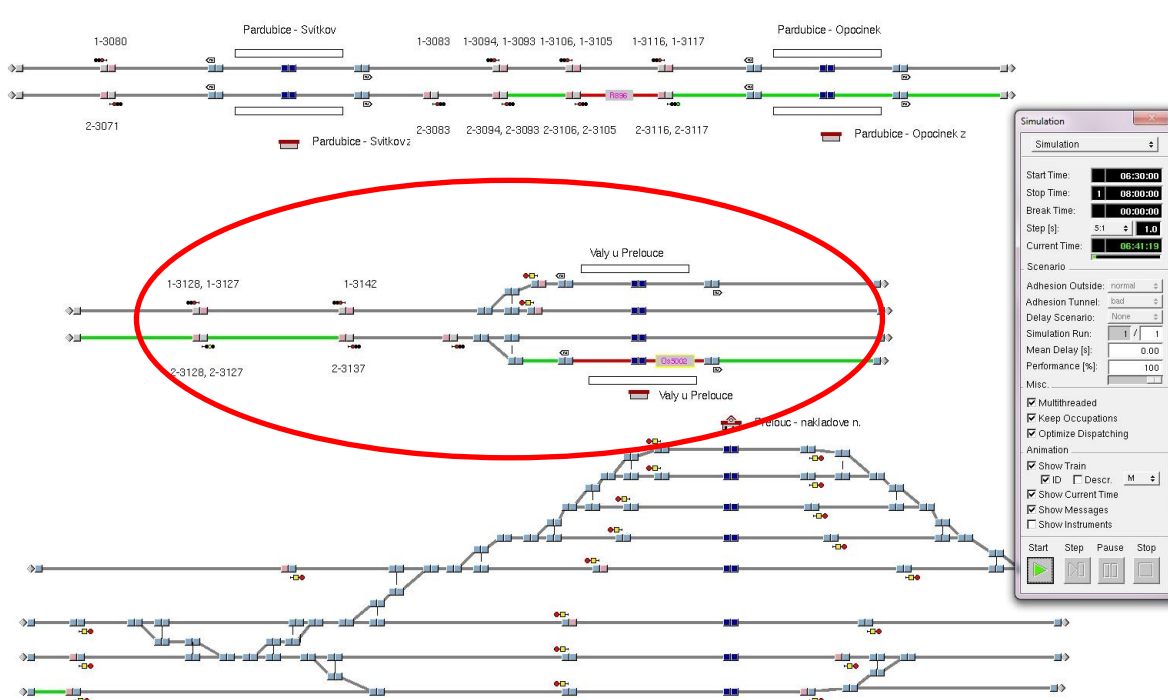 Pardubice - Svítkov
Pardubice - Opocinek
1-3080
1-3083 1-3094, 1-3093 1-3106, 1-3105 1-3116, 1-3117
R896
2-3071
2-3083 2-3094, 2-3093 2-3106, 2-3105 2-3116, 2-3117
Pardubice - Svitkov z
Pardubice - Opocinek z
Valy u Prelouce
1-3128, 1-3127
1-3142
Os5002
2-3128, 2-3127
2-3137
Valy u Prelouce
Prelouc - nakladove n.
Simulation
Simulation
Start Time: 06:30:00
Stop Time: 1 08:00:00
Break Time: 00:00:00
Step [s]: 5:1 1.0
Current Time: 06:41:19
Scenario
Adhesion Outside: normal
Adhesion Tunnel: bad
Delay Scenario: None
Simulation Run: 1 / 1
Mean Delay [s]: 0.00
Performance [%]: 100
Misc.
Multithreaded
Keep Occupations
Optimize Dispatching
Animation
Show Train
ID Descr. M
Show Current Time
Show Messages
Show Instruments
Start Step Pause Stop